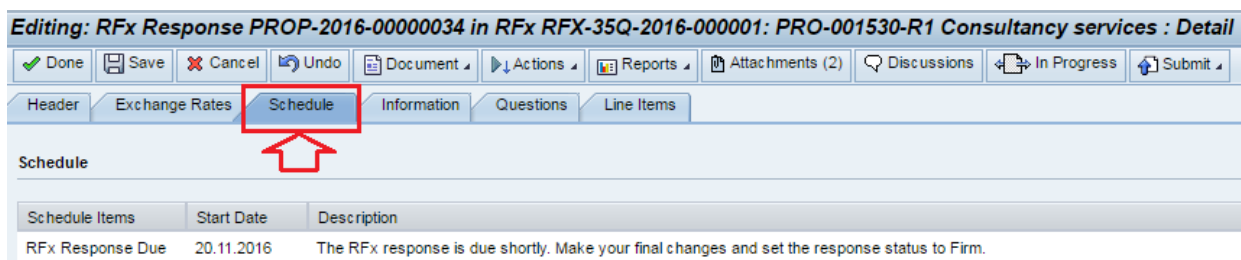 Editing: RFx Response PROP-2016-00000034 in RFx RFX-35Q-2016-000001: PRO-001530-R1 Consultancy services : Detail
Done Save Cancel Undo Document Actions Reports Attachments (2) Discussions In Progress Submit
Header Exchange Rates Schedule Information Questions Line Items
Schedule
Schedule Items Start Date Description
RFx Response Due 20.11.2016 The RFx response is due shortly. Make your final changes and set the response status to Firm.